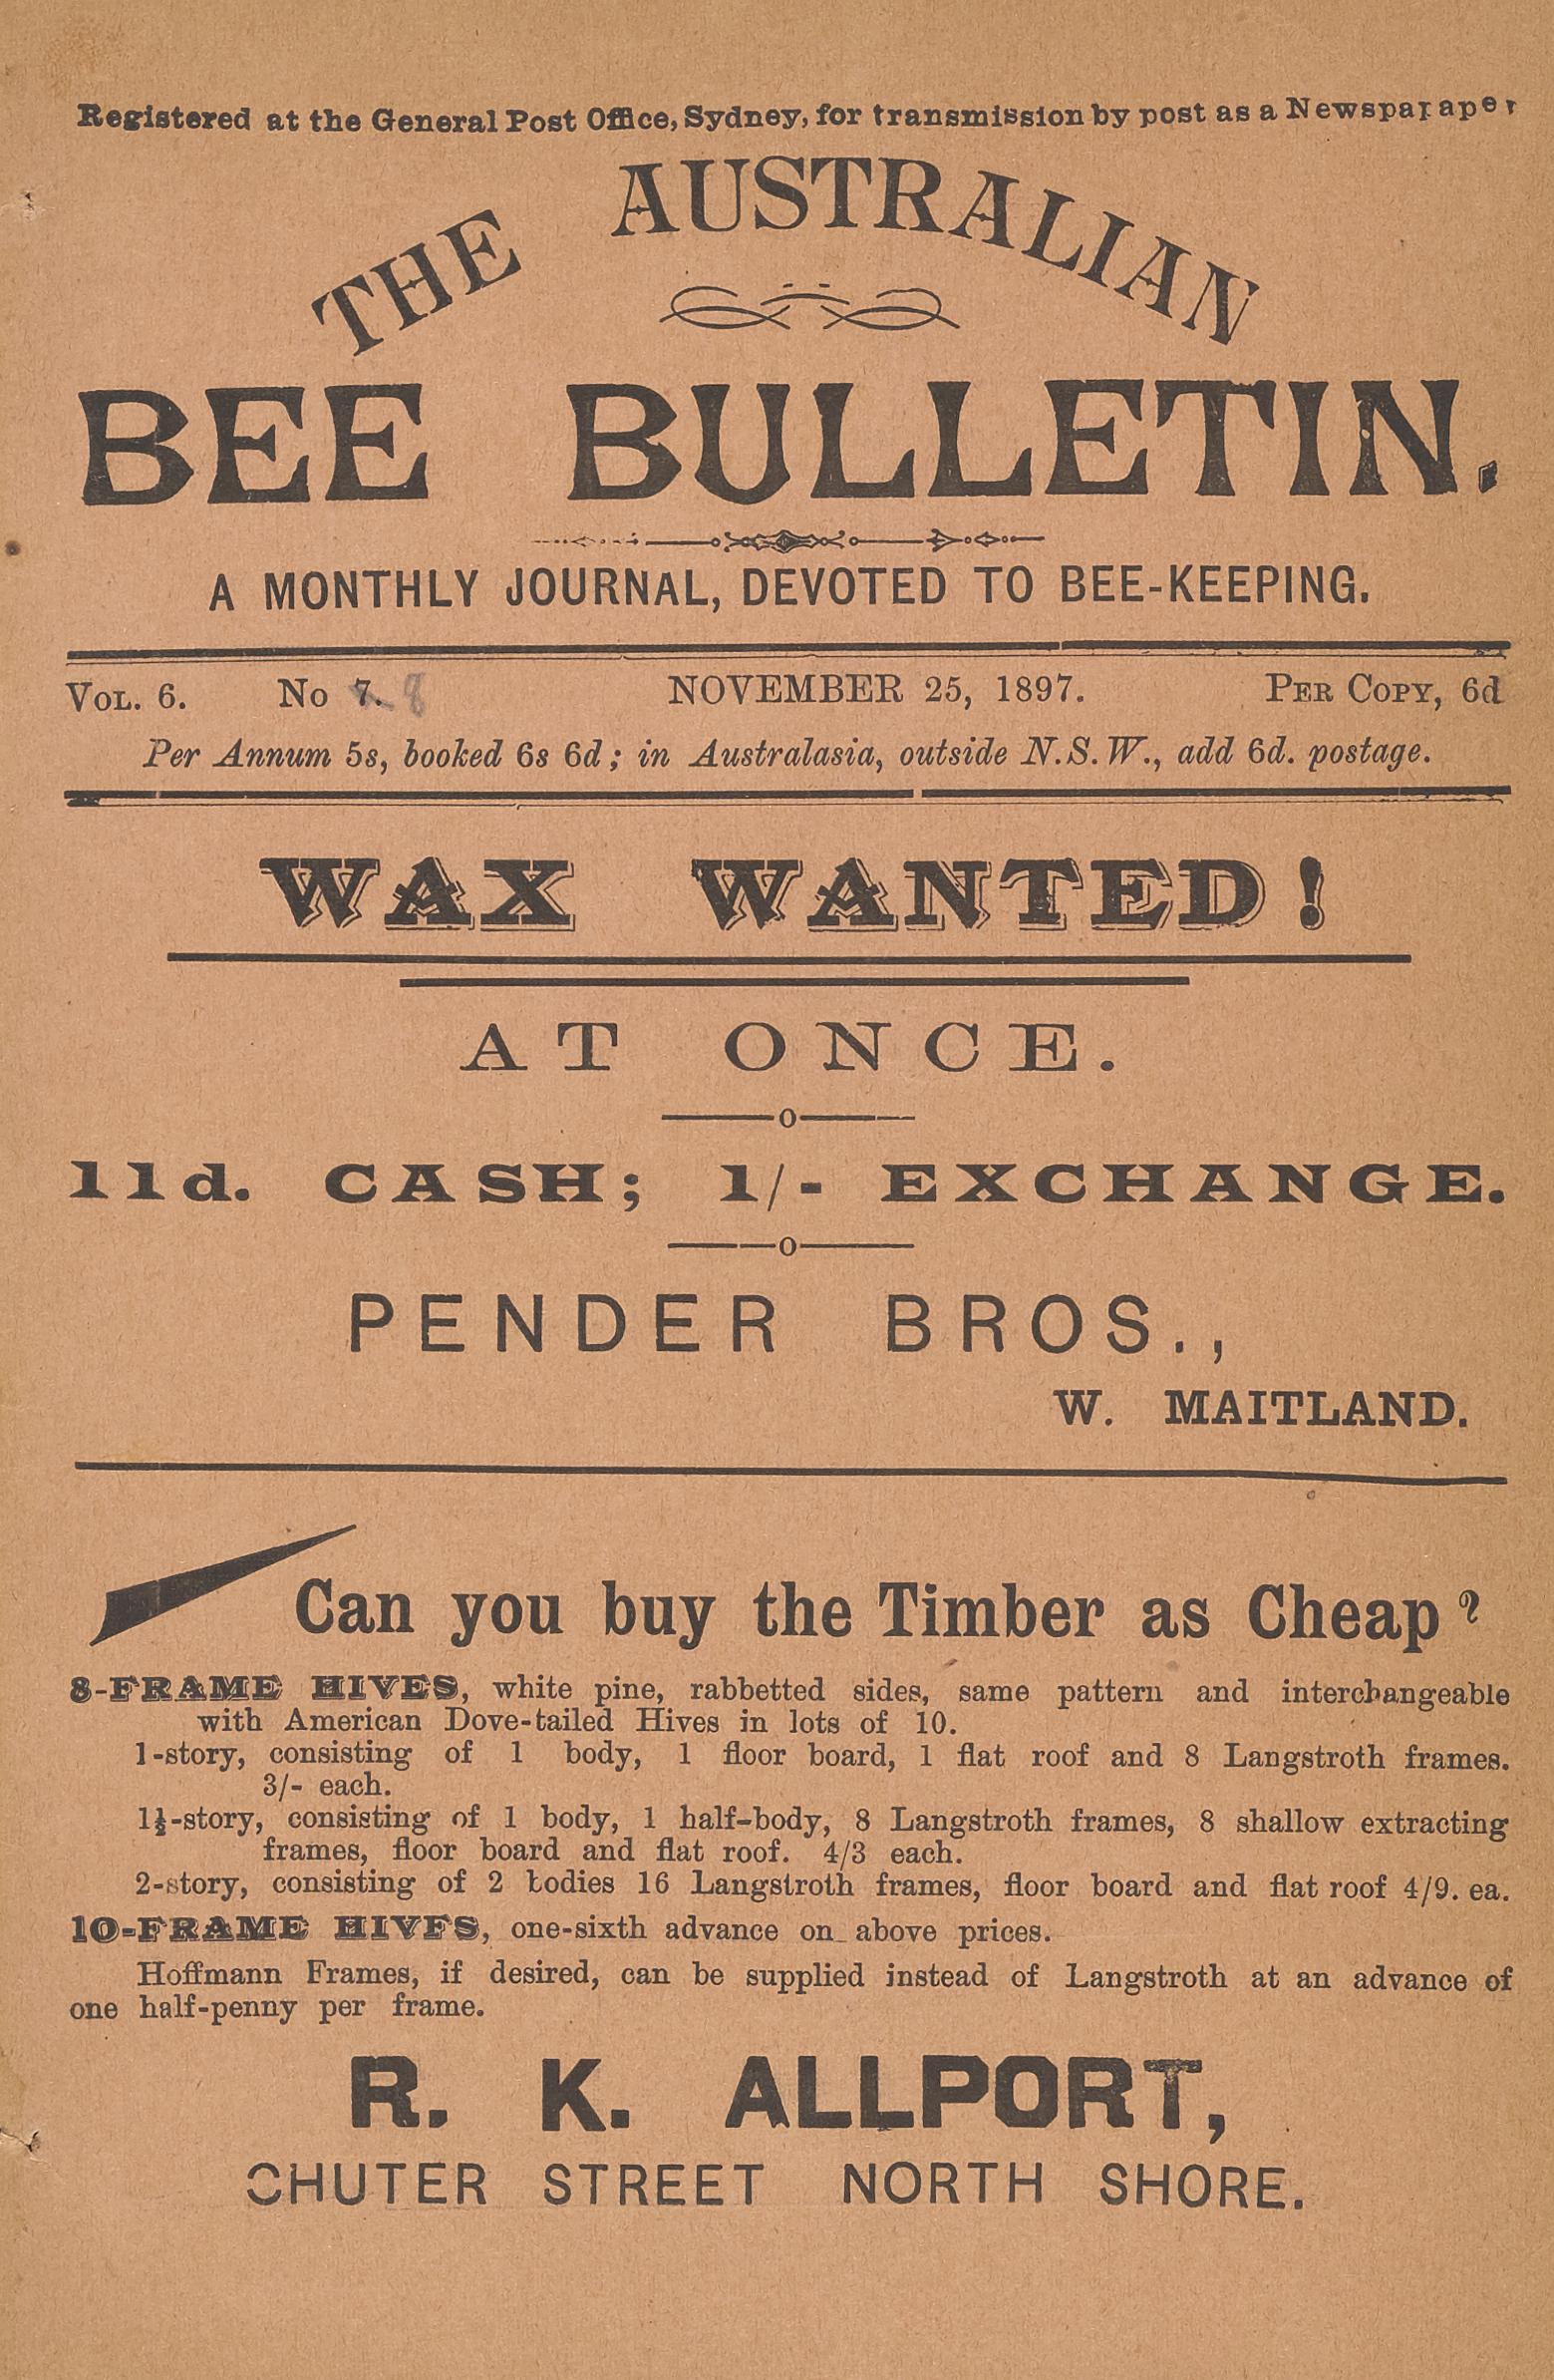 Registered at the General Post Office, Sydney, for transmission by post as a Newspapaper
THE AUSTRALIAN
BEE BULLETIN.
A MONTHLY JOURNAL, DEVOTED TO BEE-KEEPING.
VOL. 6. No 7. 8 NOVEMBER 25, 1897. PER COPY, 6d
Per Annum 5s, booked 6s 6d; in Australasia, outside N.S.W., add 6d. postage.
WAX WANTED!
AT ONCE.
11d. CASH; 1/- EXCHANGE.
PENDER BROS.,
W. MAITLAND.
Can you buy the Timber as Cheap?
8-FRAME HIVES, white pine, rabbetted sides, same pattern and interchangeable
with American Dove-tailed Hives in lots of 10.
1-story, consisting of 1 body, 1 floor board, 1 flat roof and 8 Langstroth frames.
3/- each.
1½-story, consisting of 1 body, 1 half-body, 8 Langstroth frames, 8 shallow extracting
frames, floor board and flat roof. 4/3 each.
2-story, consisting of 2 bodies 16 Langstroth frames, floor board and flat roof 4/9. ea.
10-FRAME HIVES, one-sixth advance on above prices.
Hoffmann Frames, if desired, can be supplied instead of Langstroth at an advance of
one half-penny per frame.
R. K. ALLPORT,
CHUTER STREET NORTH SHORE.